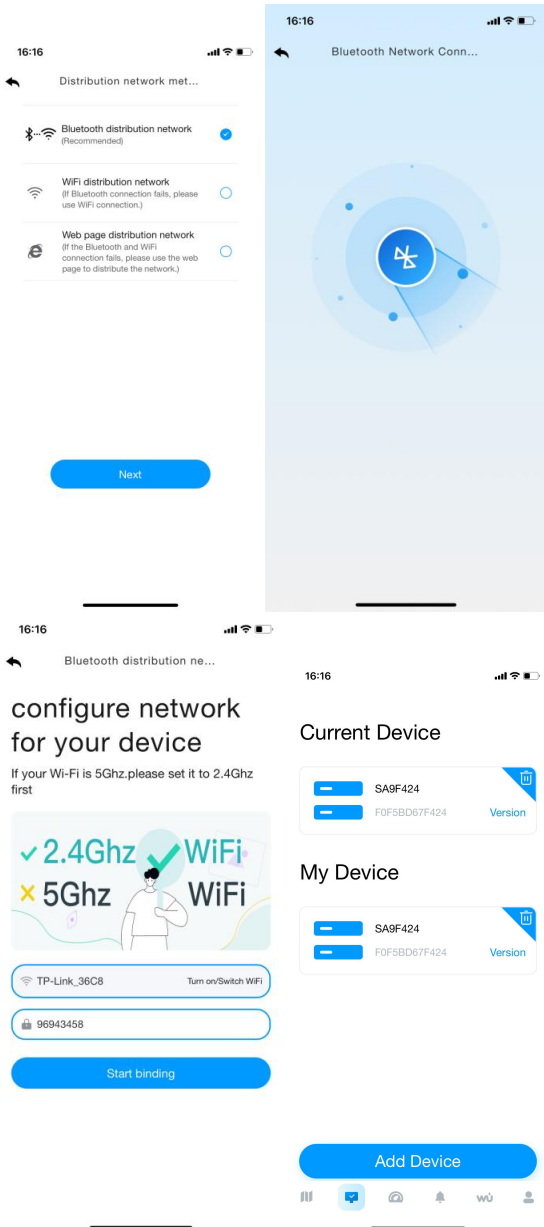 16:16
Distribution network met...
Bluetooth distribution network
(Recommended)
WiFi distribution network
(If Bluetooth connection fails, please
use WiFi connection.)
Web page distribution network
(If the Bluetooth and WiFi
connection fails, please use the web
page to distribute the network.)
Next
16:16
Bluetooth Network Conn...
16:16
Bluetooth distribution ne...
configure network
for your device
If your Wi-Fi is 5Ghz.please set it to 2.4Ghz
first
2.4Ghz WiFi
5Ghz WiFi
TP-Link_36C8 Turn on/Switch WiFi
96943458
Start binding
16:16
Current Device
SA9F424
F0F5BD67F424 Version
My Device
SA9F424
F0F5BD67F424 Version
Add Device
wù